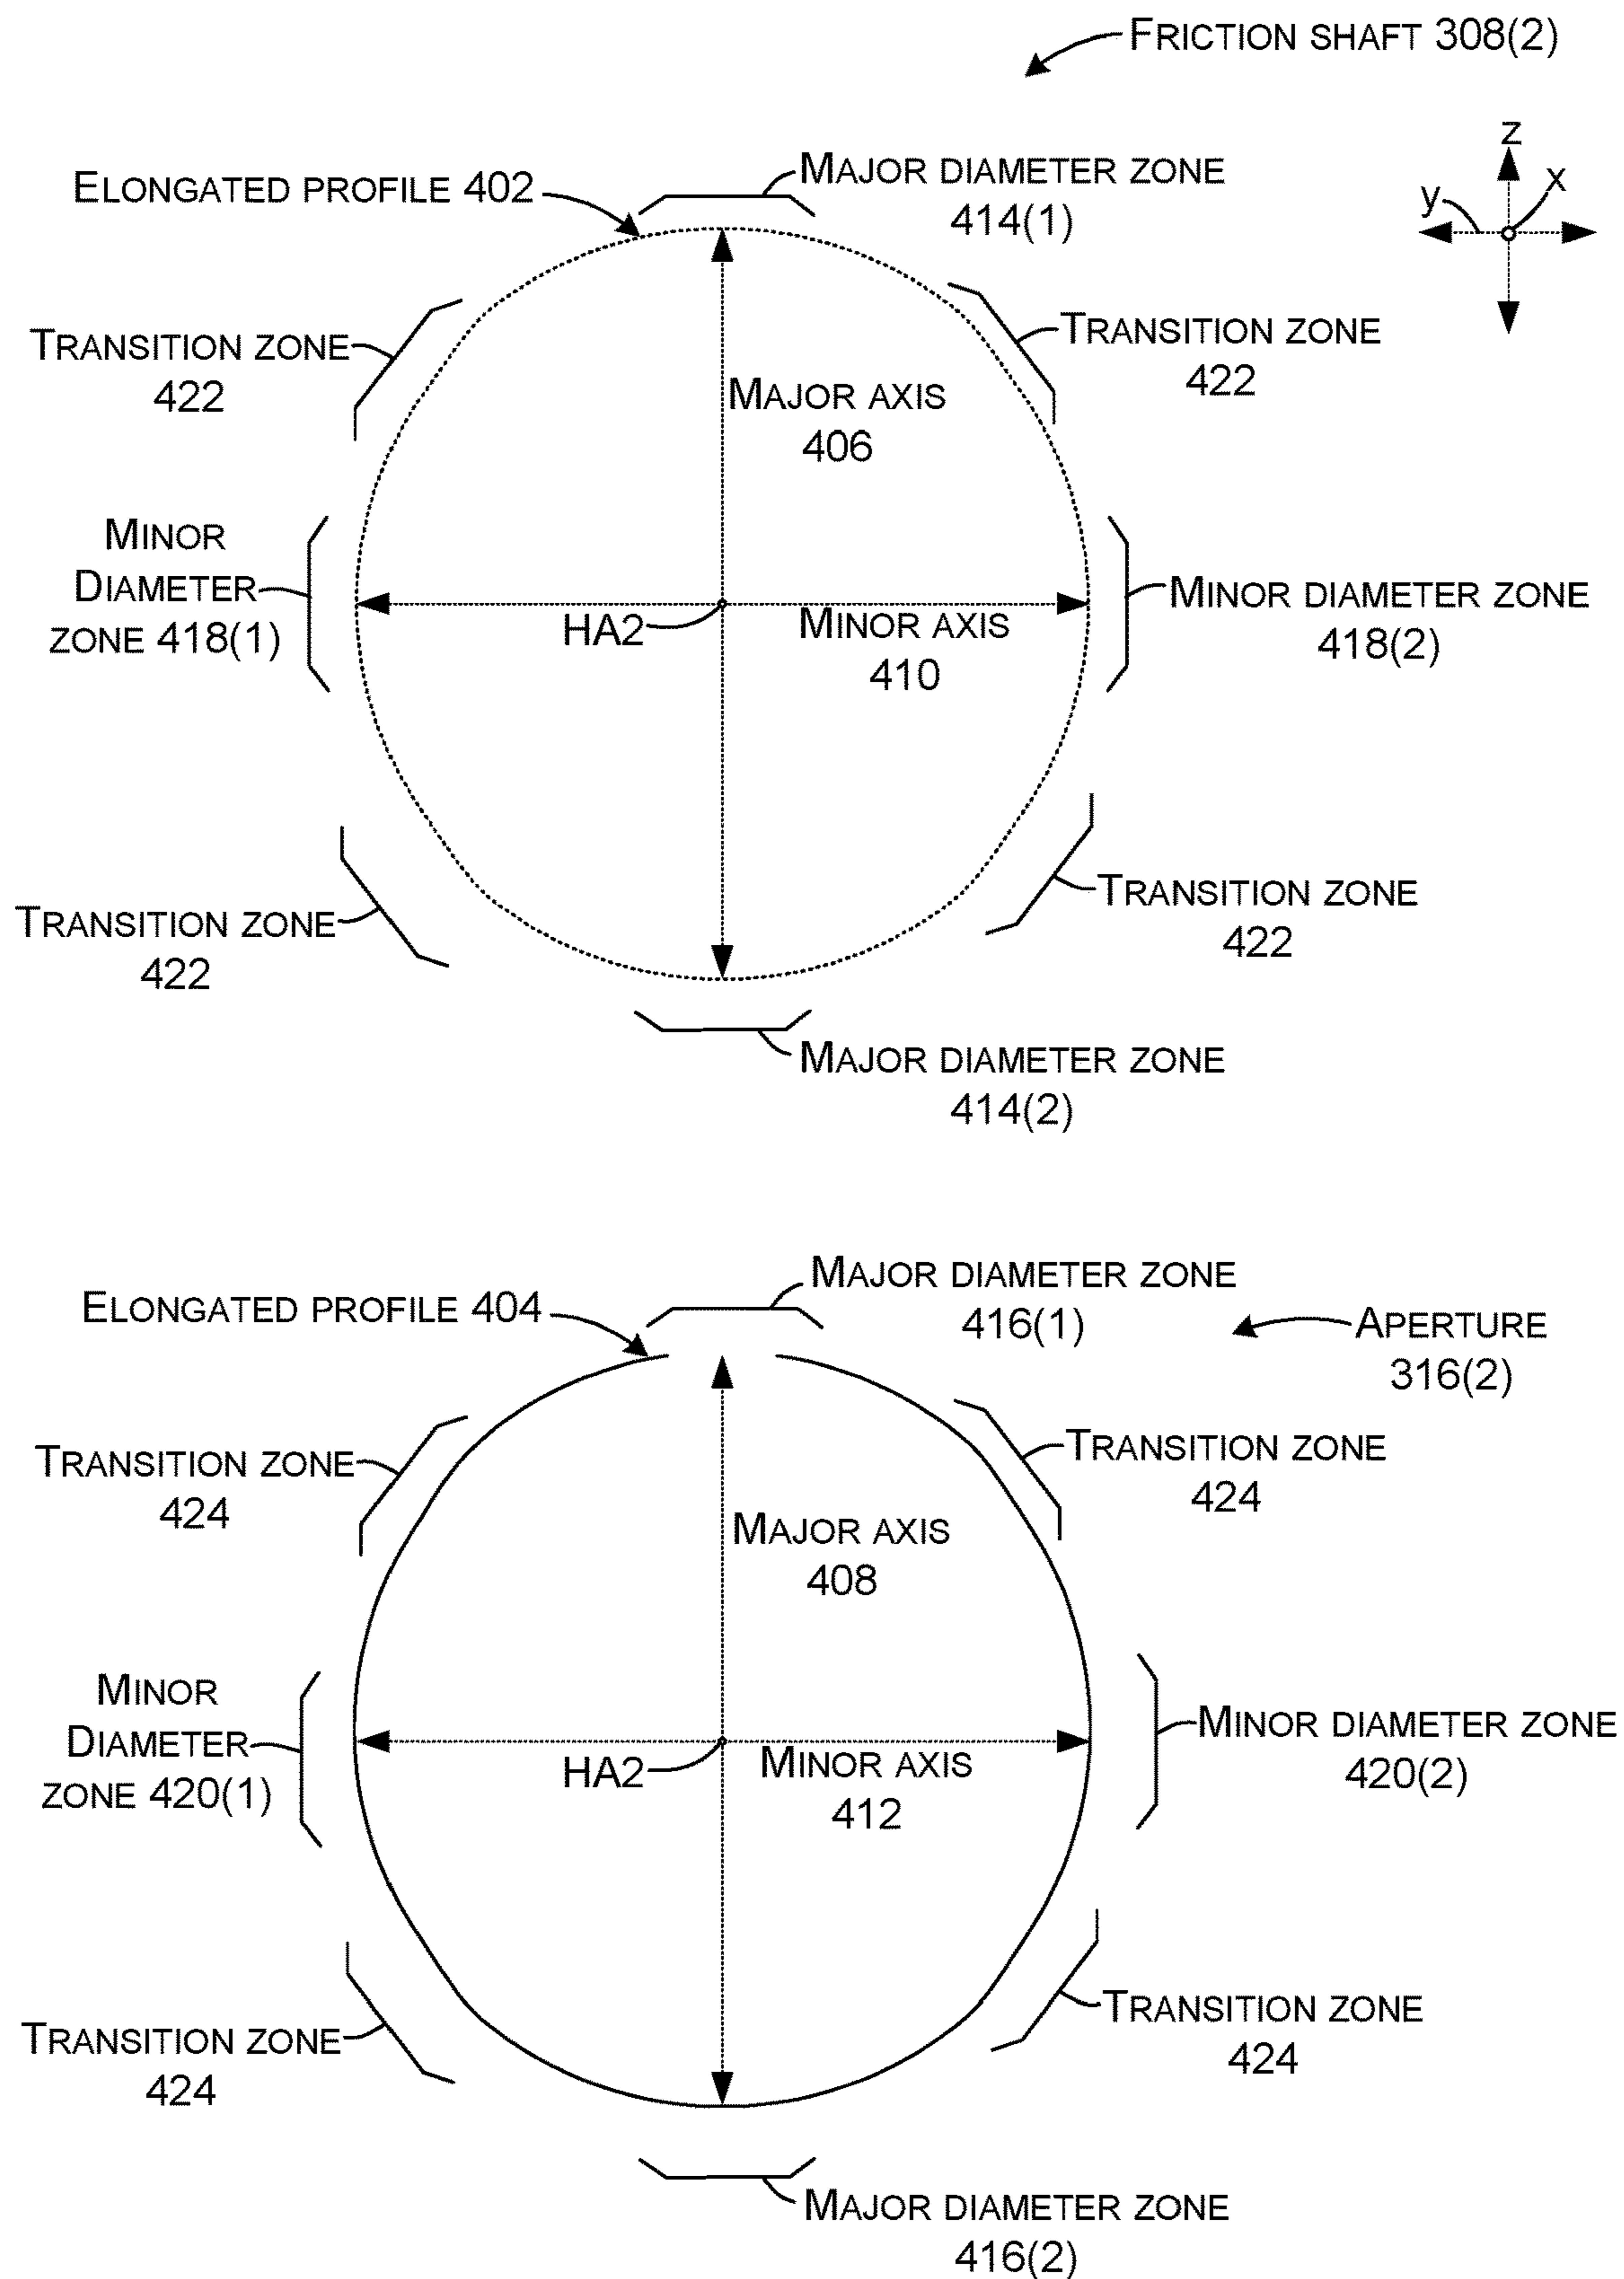 FRICTION SHAFT 308(2)
z
x
y
ELONGATED PROFILE 402
MAJOR DIAMETER ZONE
414(1)
TRANSITION ZONE
422
TRANSITION ZONE
422
MAJOR AXIS
406
MINOR
DIAMETER
ZONE 418(1)
HA2
MINOR AXIS
410
MINOR DIAMETER ZONE
418(2)
TRANSITION ZONE
422
TRANSITION ZONE
422
MAJOR DIAMETER ZONE
414(2)
ELONGATED PROFILE 404
MAJOR DIAMETER ZONE
416(1)
APERTURE
316(2)
TRANSITION ZONE
424
TRANSITION ZONE
424
MAJOR AXIS
408
MINOR
DIAMETER
ZONE 420(1)
HA2
MINOR AXIS
412
MINOR DIAMETER ZONE
420(2)
TRANSITION ZONE
424
TRANSITION ZONE
424
MAJOR DIAMETER ZONE
416(2)